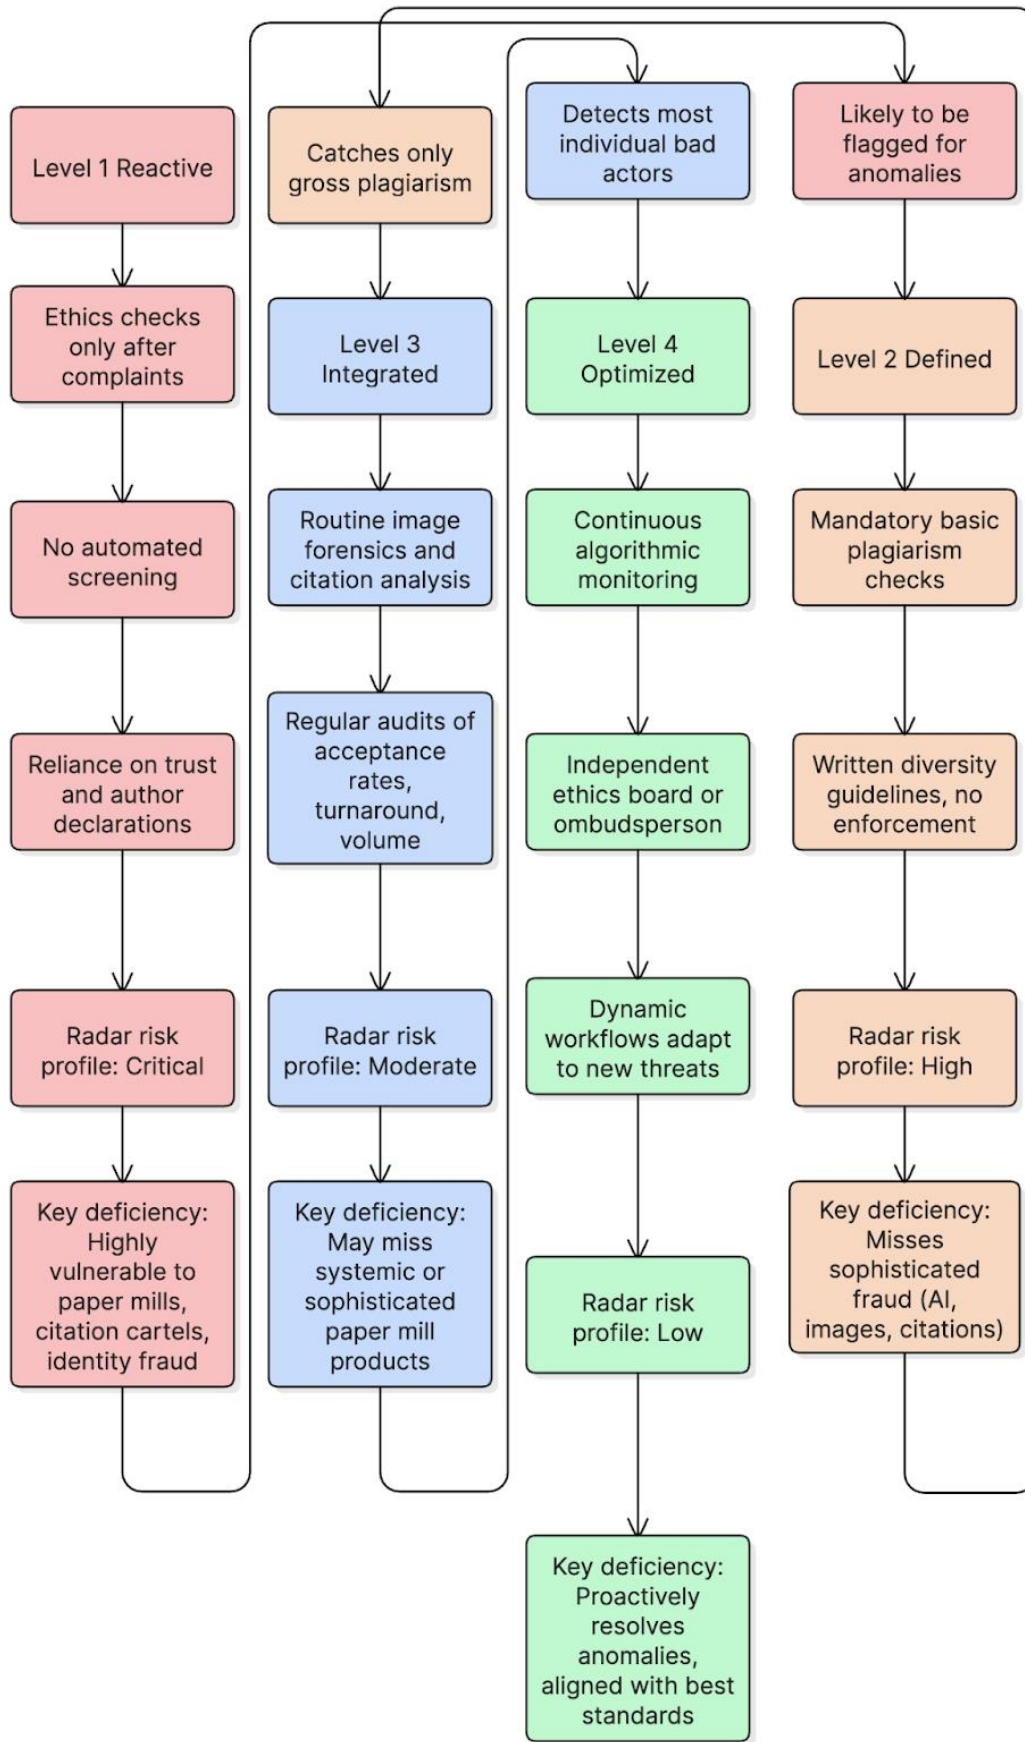 Level 1 Reactive
Ethics checks
only after
complaints
No automated
screening
Reliance on trust
and author
declarations
Radar risk
profile: Critical
Key deficiency:
Highly
vulnerable to
paper mills,
citation cartels,
identity fraud
Catches only
gross plagiarism
Level 3
Integrated
Routine image
forensics and
citation analysis
Regular audits of
acceptance
rates,
turnaround,
volume
Radar risk
profile: Moderate
Key deficiency:
May miss
systemic or
sophisticated
paper mill
products
Detects most
individual bad
actors
Level 4
Optimized
Continuous
algorithmic
monitoring
Independent
ethics board or
ombudsperson
Dynamic
workflows adapt
to new threats
Radar risk
profile: Low
Key deficiency:
Proactively
resolves
anomalies,
aligned with best
standards
Likely to be
flagged for
anomalies
Level 2 Defined
Mandatory basic
plagiarism
checks
Written diversity
guidelines, no
enforcement
Radar risk
profile: High
Key deficiency:
Misses
sophisticated
fraud (AI,
images, citations)